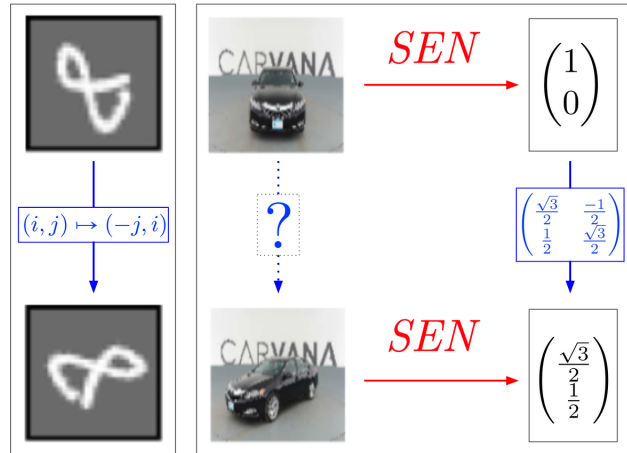 (i, j) ↦ (−j, i)
CARVANA
SEN
(1
0)
?
(√3/2 -1/2
1/2 √3/2)
CARVANA
SEN
(√3/2
1/2)